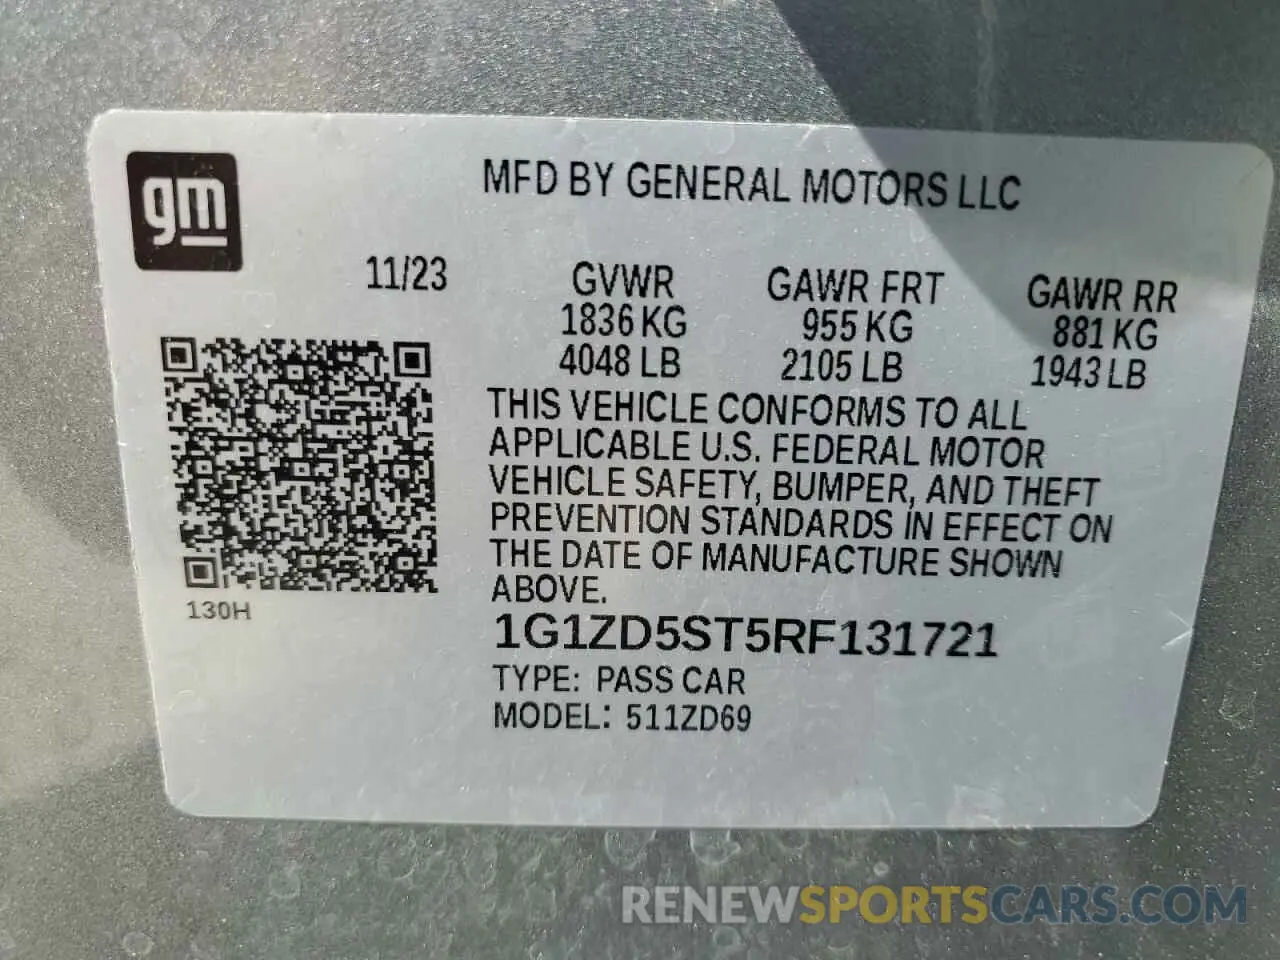 gm
MFD BY GENERAL MOTORS LLC
11/23
GVWR GAWR FRT GAWR RR
1836 KG 955 KG 881 KG
4048 LB 2105 LB 1943 LB
THIS VEHICLE CONFORMS TO ALL
APPLICABLE U.S. FEDERAL MOTOR
VEHICLE SAFETY, BUMPER, AND THEFT
PREVENTION STANDARDS IN EFFECT ON
THE DATE OF MANUFACTURE SHOWN
ABOVE.
130H
1G1ZD5ST5RF131721
TYPE: PASS CAR
MODEL: 511ZD69
RENEWSPORTSCARS.COM